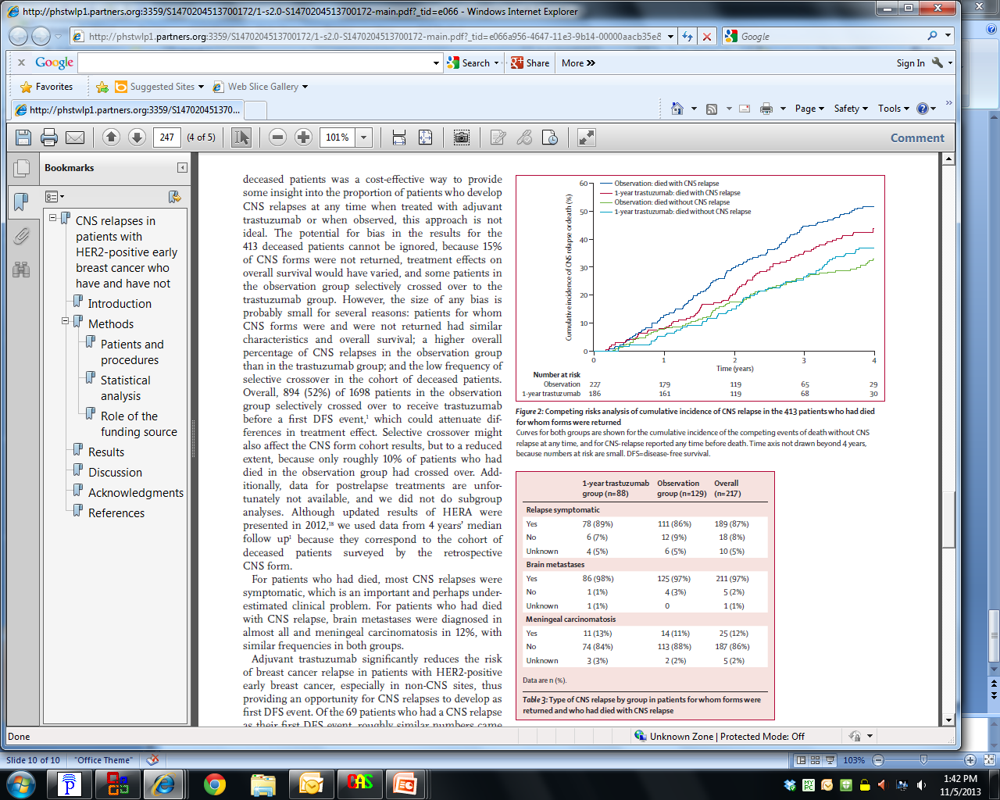 http://phstwlp1.partners.org:3359/S1470204513700172/1-s2.0-S1470204513700172-main.pdf?_tid=e066 - Windows Internet Explorer
http://phstwlp1.partners.org:3359/S1470204513700172/1-s2.0-S1470204513700172-main.pdf?_tid=e066a956-4647-11e3-9b14-00000aacb35e8
Google
x Google Search Share More » Sign In
Favorites Suggested Sites Web Slice Gallery
http://phstwlp1.partners.org:3359/S147020451370...
Page Safety Tools
247 (4 of 5) 101% Comment
Bookmarks
CNS relapses in
patients with
HER2-positive early
breast cancer who
have and have not
Introduction
Methods
Patients and
procedures
Statistical
analysis
Role of the
funding source
Results
Discussion
Acknowledgments
References
deceased patients was a cost-effective way to provide
some insight into the proportion of patients who develop
CNS relapses at any time when treated with adjuvant
trastuzumab or when observed, this approach is not
ideal. The potential for bias in the results for the
413 deceased patients cannot be ignored, because 15%
of CNS forms were not returned, treatment effects on
overall survival would have varied, and some patients in
the observation group selectively crossed over to the
trastuzumab group. However, the size of any bias is
probably small for several reasons: patients for whom
CNS forms were and were not returned had similar
characteristics and overall survival; a higher overall
percentage of CNS relapses in the observation group
than in the trastuzumab group; and the low frequency of
selective crossover in the cohort of deceased patients.
Overall, 894 (52%) of 1698 patients in the observation
group selectively crossed over to receive trastuzumab
before a first DFS event,¹ which could attenuate dif-
ferences in treatment effect. Selective crossover might
also affect the CNS form cohort results, but to a reduced
extent, because only roughly 10% of patients who had
died in the observation group had crossed over. Add-
itionally, data for postrelapse treatments are unfor-
tunately not available, and we did not do subgroup
analyses. Although updated results of HERA were
presented in 2012,¹⁸ we used data from 4 years' median
follow up¹ because they correspond to the cohort of
deceased patients surveyed by the retrospective
CNS form.
For patients who had died, most CNS relapses were
symptomatic, which is an important and perhaps under-
estimated clinical problem. For patients who had died
with CNS relapse, brain metastases were diagnosed in
almost all and meningeal carcinomatosis in 12%, with
similar frequencies in both groups.
Adjuvant trastuzumab significantly reduces the risk
of breast cancer relapse in patients with HER2-positive
early breast cancer, especially in non-CNS sites, thus
providing an opportunity for CNS relapses to develop as
first DFS event. Of the 69 patients who had a CNS relapse
as their first DFS event, roughly similar numbers came
Observation: died with CNS relapse
1-year trastuzumab: died with CNS relapse
Observation: died without CNS relapse
1-year trastuzumab: died without CNS relapse
Cumulative incidence of CNS relapse or death (%)
60
50
40
30
20
10
0
0 1 2 3 4
Time (years)
Number at risk
Observation 227 179 119 65 29
1-year trastuzumab 186 161 119 68 30
Figure 2: Competing risks analysis of cumulative incidence of CNS relapse in the 413 patients who had died
for whom forms were returned
Curves for both groups are shown for the cumulative incidence of the competing events of death without CNS
relapse at any time, and for CNS-relapse reported any time before death. Time axis not drawn beyond 4 years,
because numbers at risk are small. DFS=disease-free survival.
1-year trastuzumab Observation Overall
group (n=88) group (n=129) (n=217)
Relapse symptomatic
Yes 78 (89%) 111 (86%) 189 (87%)
No 6 (7%) 12 (9%) 18 (8%)
Unknown 4 (5%) 6 (5%) 10 (5%)
Brain metastases
Yes 86 (98%) 125 (97%) 211 (97%)
No 1 (1%) 4 (3%) 5 (2%)
Unknown 1 (1%) 0 1 (1%)
Meningeal carcinomatosis
Yes 11 (13%) 14 (11%) 25 (12%)
No 74 (84%) 113 (88%) 187 (86%)
Unknown 3 (3%) 2 (2%) 5 (2%)
Data are n (%).
Table 3: Type of CNS relapse by group in patients for whom forms were
returned and who had died with CNS relapse
Done Unknown Zone | Protected Mode: Off
Slide 10 of 10 "Office Theme" 103%
CAS
MY PC
1:42 PM
11/5/2013